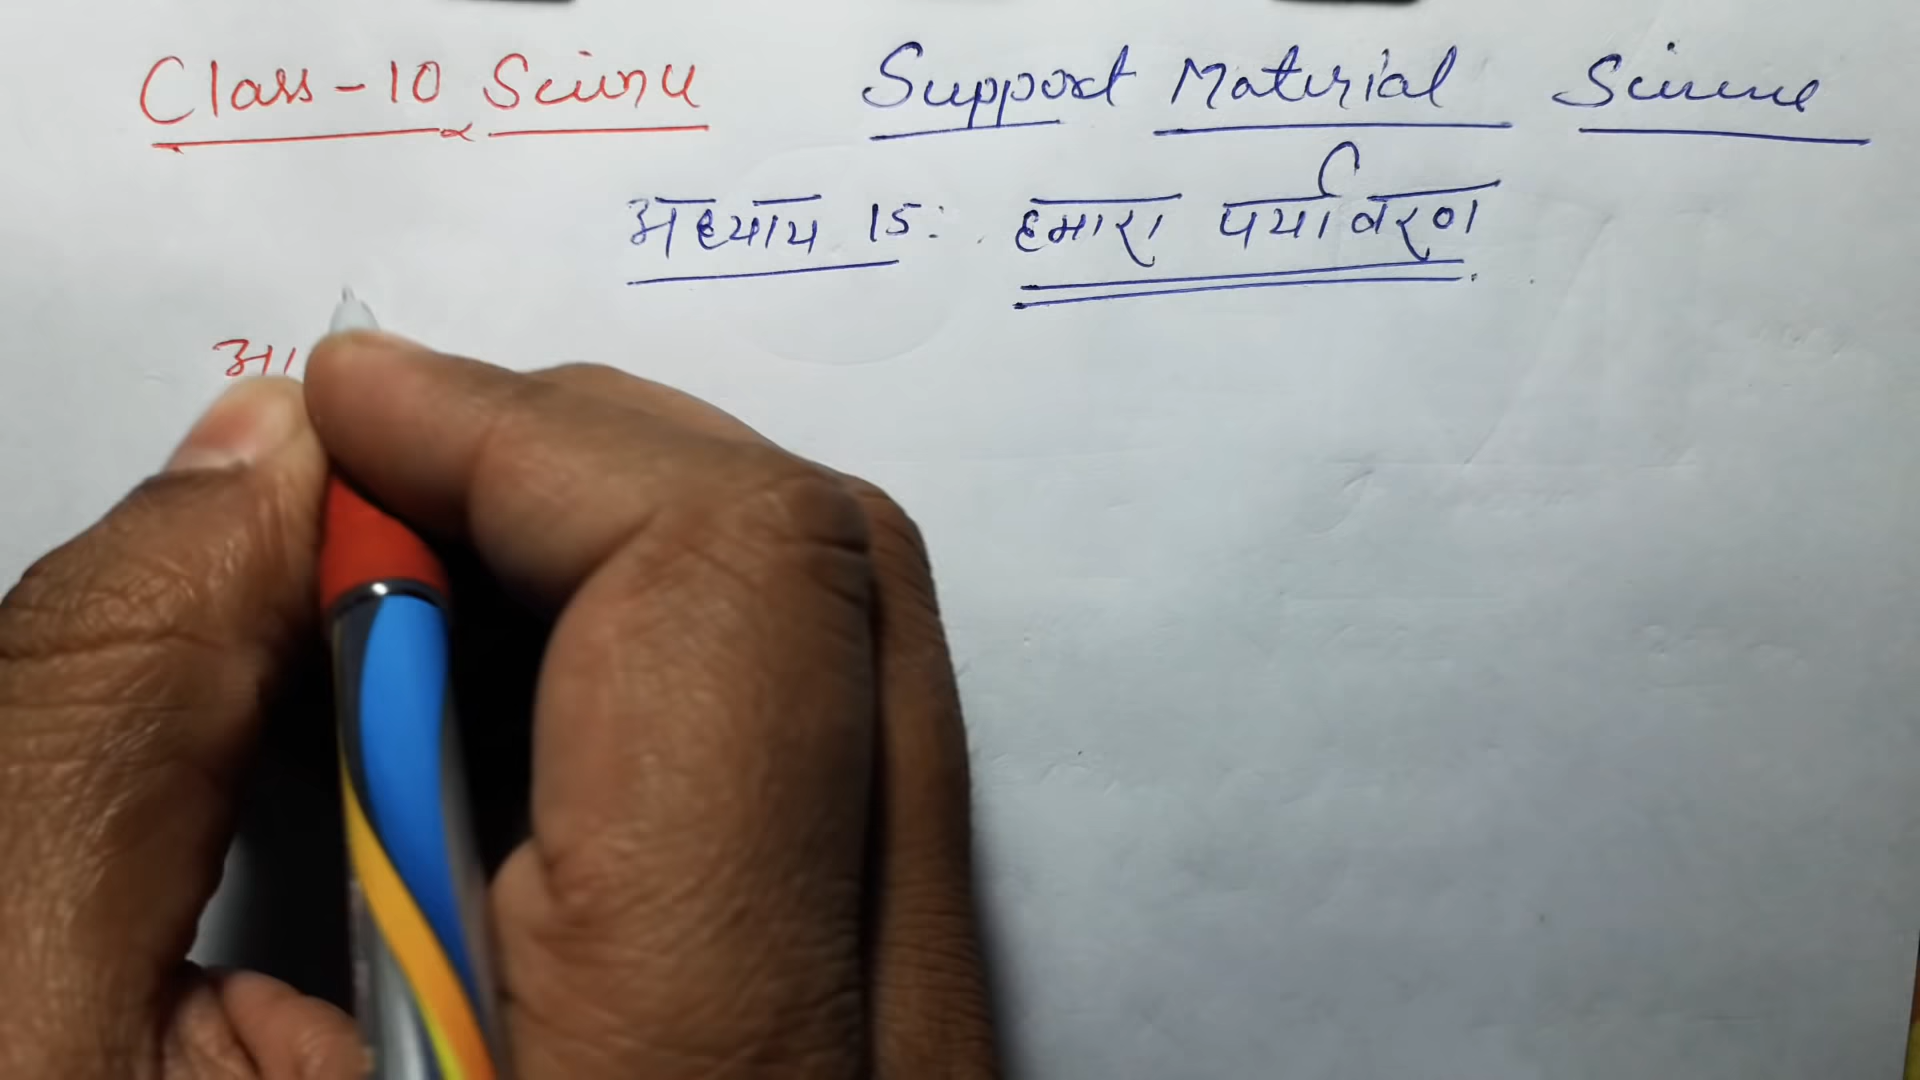 Class-10 Science Support Material Science
अध्याय 15: हमारा पर्यावरण
आ